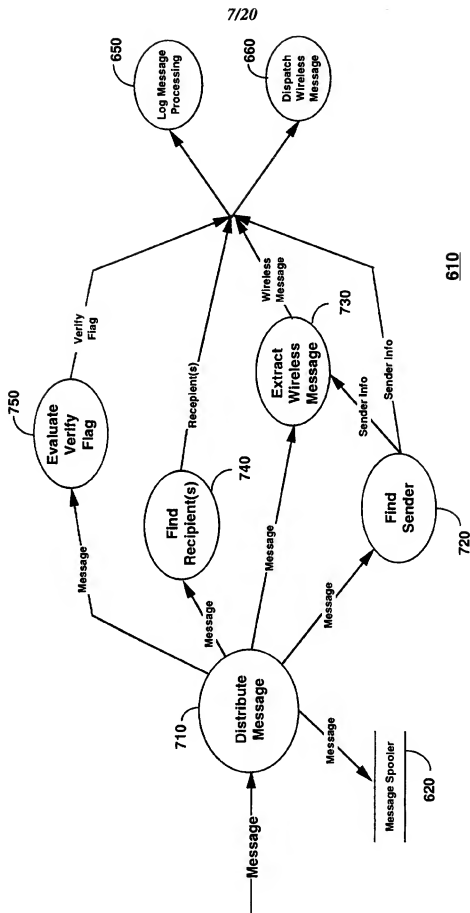 7/20
650
Log Message
Processing
660
Dispatch
Wireless
Message
610
Verify
Flag
750
Evaluate
Verify
Flag
Recepient(s)
740
Find
Recipient(s)
Wireless
Message
730
Extract
Wireless
Message
Sender Info
Sender Info
Find
Sender
720
Message
Message
Message
Message
710
Distribute
Message
Message
Message Spooler
620
Message